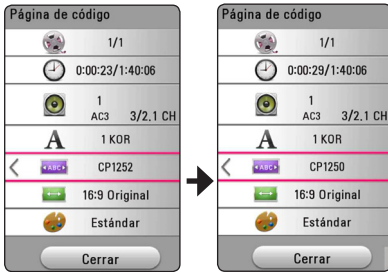 Página de código
1/1
0:00:23/1:40:06
1
AC3 3/2.1 CH
A 1 KOR
ABC CP1252
16:9 Original
Estándar
Cerrar
Página de código
1/1
0:00:29/1:40:06
1
AC3 3/2.1 CH
A 1 KOR
ABC CP1250
16:9 Original
Estándar
Cerrar